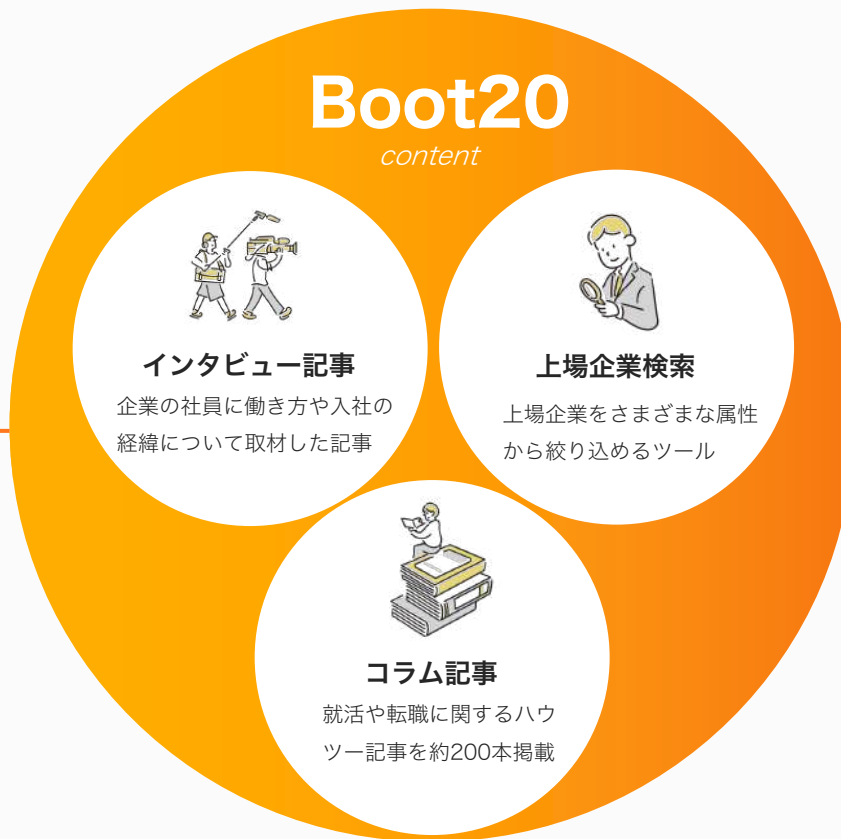 Boot20
content
インタビュー記事
企業の社員に働き方や入社の
経緯について取材した記事
上場企業検索
上場企業をさまざまな属性
から絞り込めるツール
コラム記事
就活や転職に関するハウ
ツー記事を約200本掲載